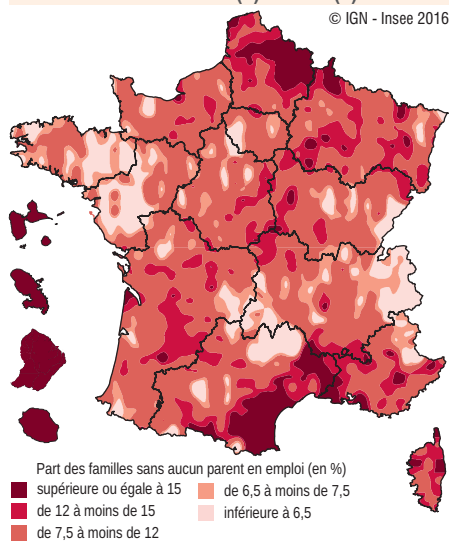 © IGN - Insee 2016
Part des familles sans aucun parent en emploi (en %)
supérieure ou égale à 15
de 12 à moins de 15
de 7,5 à moins de 12
de 6,5 à moins de 7,5
inférieure à 6,5